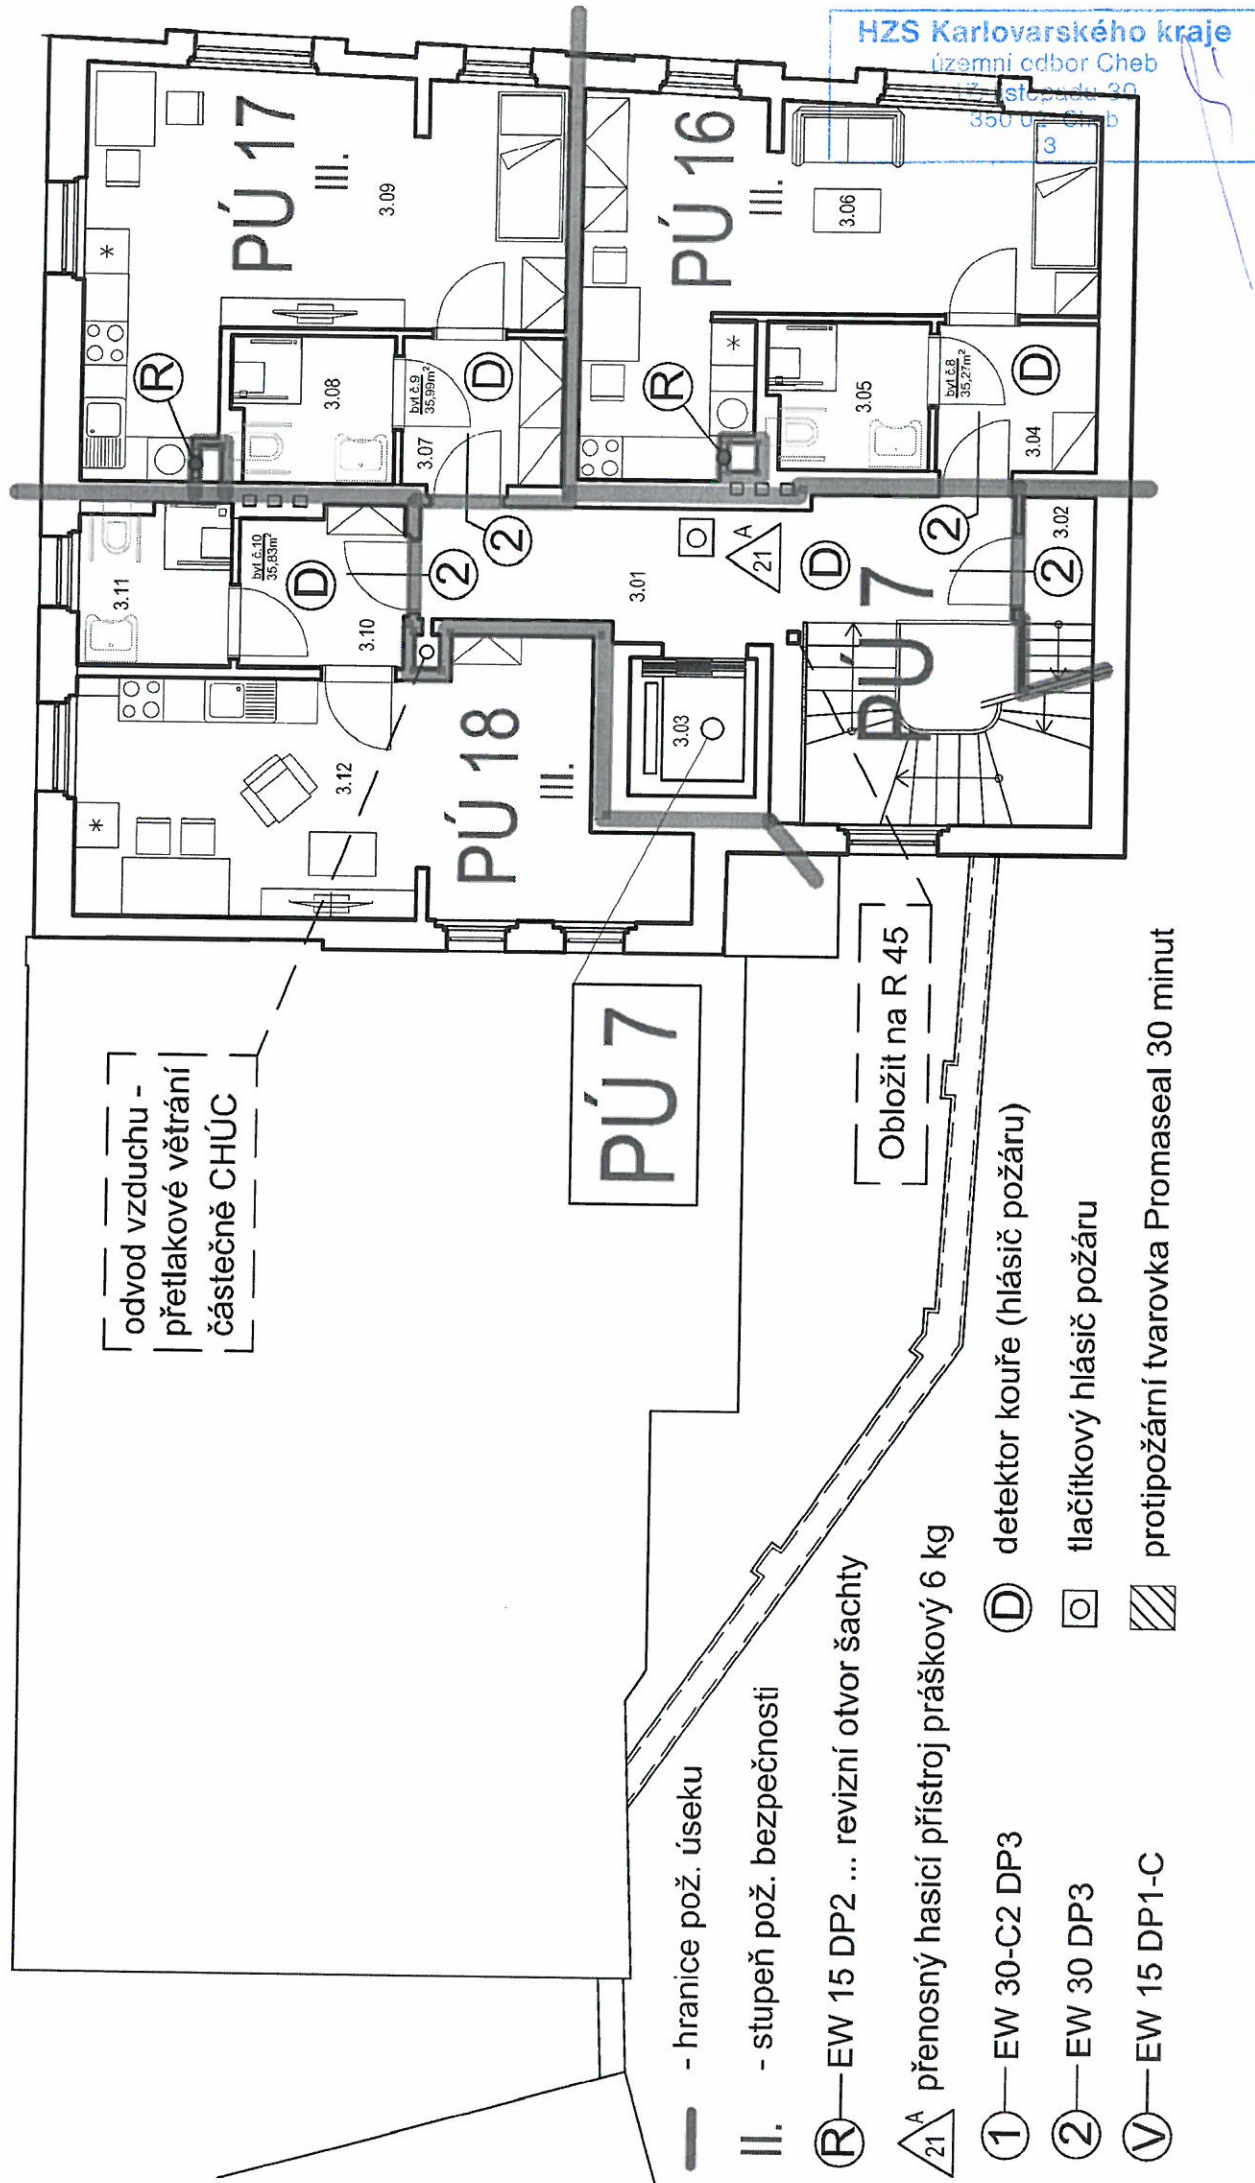 HZS Karlovarského kraje
územní odbor Cheb
3
PÚ 17
III.
3.09
R
3.08
byt č.9
35,99m²
D
3.07
2
PÚ 16
III.
3.06
R
3.05
byt č.8
35,27m²
D
3.04
2
3.11
byt č.10
35,83m²
D
3.10
2
3.01
21 A
D
3.02
2
PÚ 7
3.12
PÚ 18
III.
3.03
odvod vzduchu -
přetlakové větrání
částečně CHÚC
PÚ 7
Obložit na R 45
- hranice pož. úseku
II. - stupeň pož. bezpečnosti
R EW 15 DP2 ... revizní otvor šachty
21 A přenosný hasicí přístroj práškový 6 kg
1 EW 30-C2 DP3
2 EW 30 DP3
V EW 15 DP1-C
D detektor kouře (hlásič požáru)
tlačítkový hlásič požáru
protipožární tvarovka Promaseal 30 minut